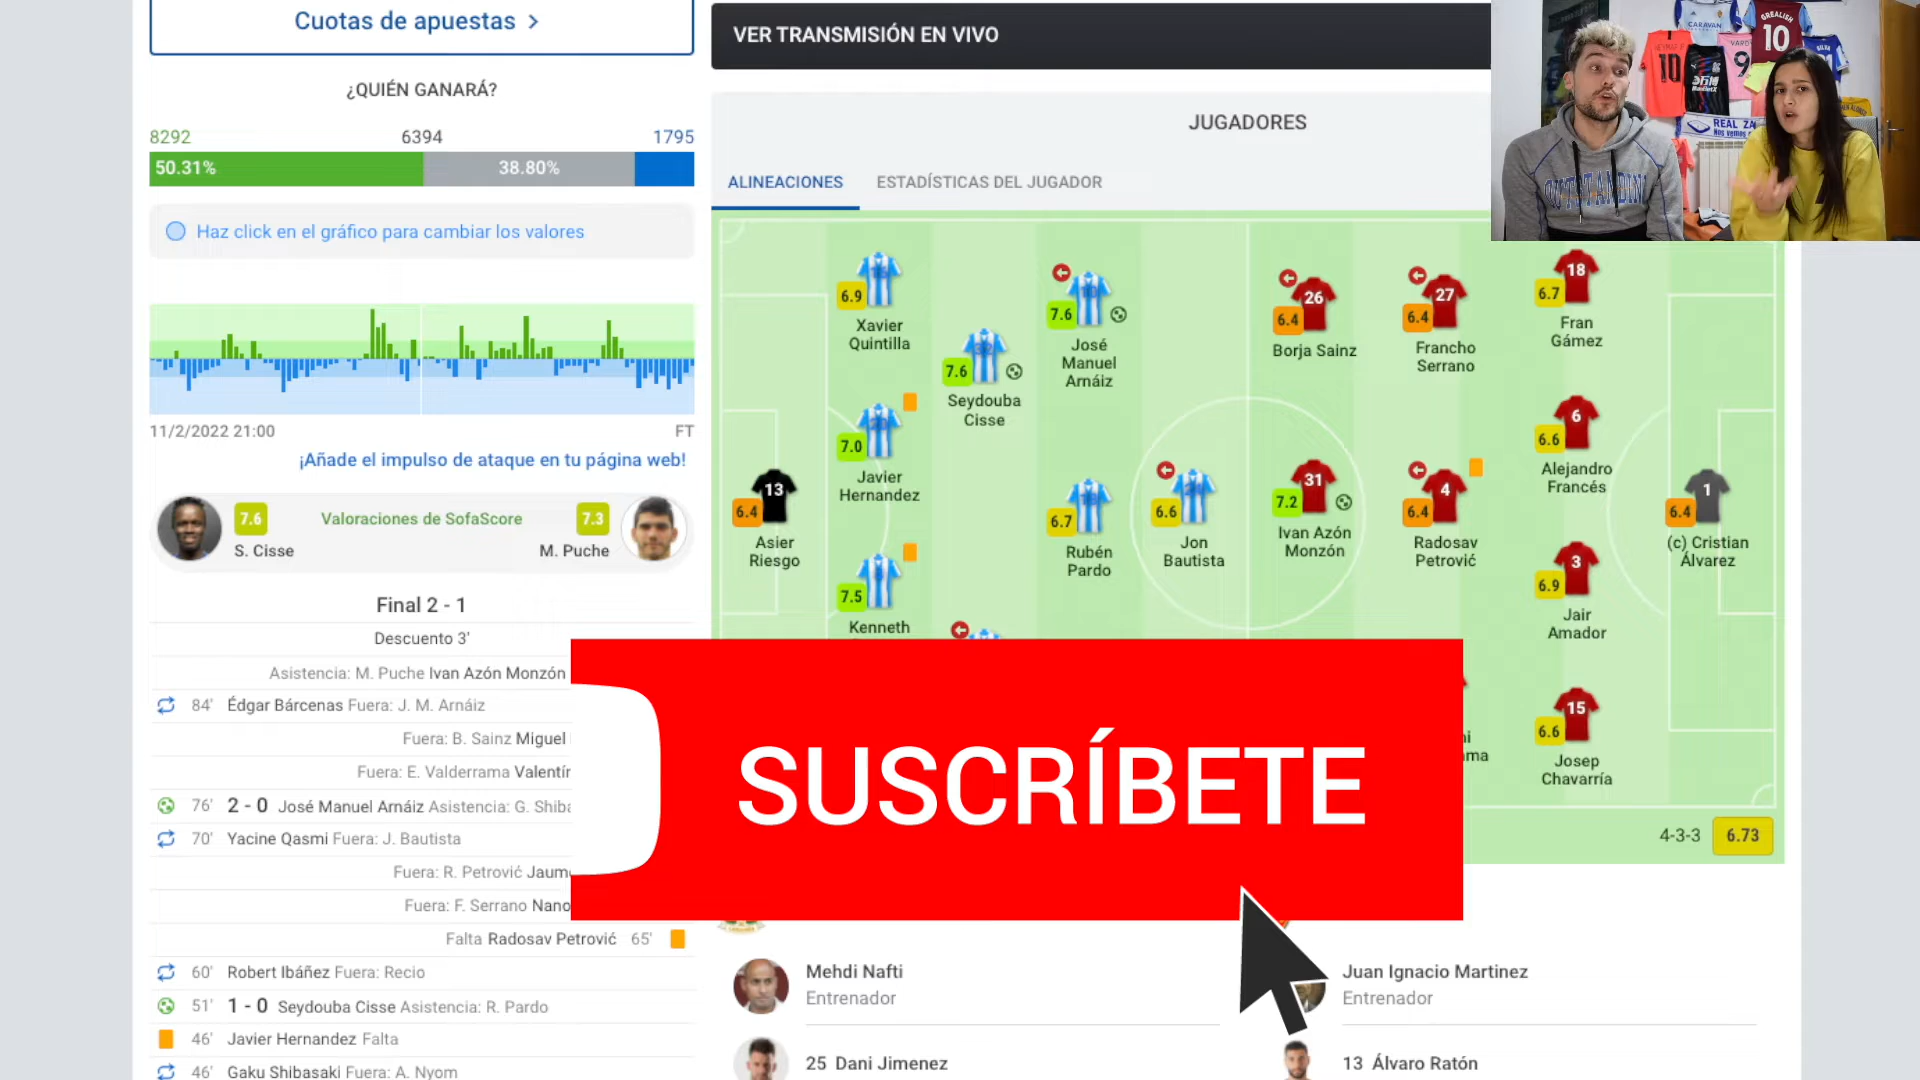 Cuotas de apuestas >
¿QUIÉN GANARÁ?
8292 6394 1795
50.31% 38.80%
Haz click en el gráfico para cambiar los valores
11/2/2022 21:00 FT
¡Añade el impulso de ataque en tu página web!
7.6 Valoraciones de SofaScore 7.3
S. Cisse M. Puche
Final 2 - 1
Descuento 3'
Asistencia: M. Puche Ivan Azón Monzón
84' Édgar Bárcenas Fuera: J. M. Arnáiz
Fuera: B. Sainz Miguel
Fuera: E. Valderrama
76' 2 - 0 José Manuel Arnáiz Asistencia: G.
70' Yacine Qasmi Fuera: J. Bautista
Fuera: R. Petrović
Fuera: F. Serrano Nano
Falta Radosav Petrović 65'
60' Robert Ibáñez Fuera: Recio
51' 1 - 0 Seydouba Cisse Asistencia: R. Pardo
46' Javier Hernandez Falta
46' Gaku Shibasaki Fuera: A. Nyom
VER TRANSMISIÓN EN VIVO
JUGADORES
ALINEACIONES ESTADÍSTICAS DEL JUGADOR
13
6.4
Asier
Riesgo
6.9
Xavier
Quintilla
7.0
Javier
Hernandez
7.5
Kenneth
7.6
Seydouba
Cisse
10
7.6
José
Manuel
Arnáiz
6.7
Rubén
Pardo
6.6
Jon
Bautista
26
6.4
Borja Sainz
31
7.2
Ivan Azón
Monzón
27
6.4
Francho
Serrano
4
6.4
Radosav
Petrović
18
6.7
Fran
Gámez
6
6.6
Alejandro
Francés
3
6.9
Jair
Amador
15
6.6
Josep
Chavarría
1
6.4
(c) Cristian
Álvarez
4-3-3 6.73
SUSCRÍBETE
Mehdi Nafti
Entrenador
25 Dani Jimenez
Juan Ignacio Martinez
Entrenador
13 Álvaro Ratón
CARAVAN
GREALISH
10
10
9
REAL ZA
OUTSTANDING